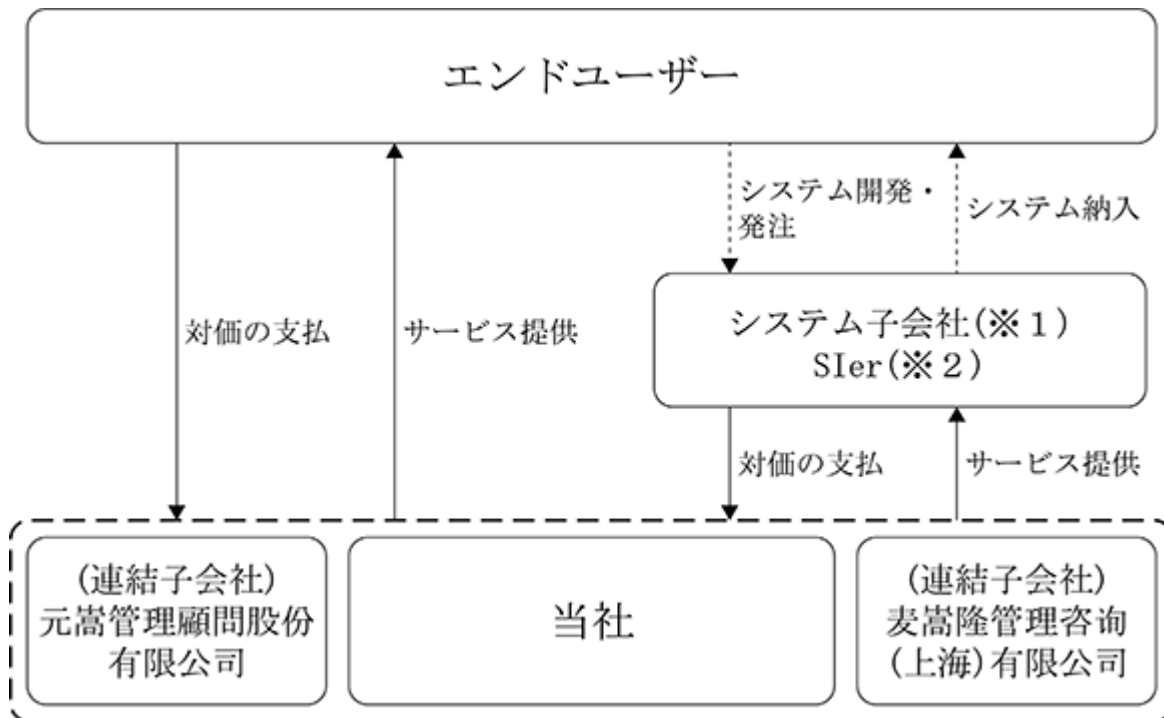 エンドユーザー
システム開発・
発注
システム納入
対価の支払
サービス提供
システム子会社(※1)
SIer(※2)
対価の支払
サービス提供
(連結子会社)
元嵩管理顧問股份
有限公司
当社
(連結子会社)
麦嵩隆管理咨询
(上海)有限公司